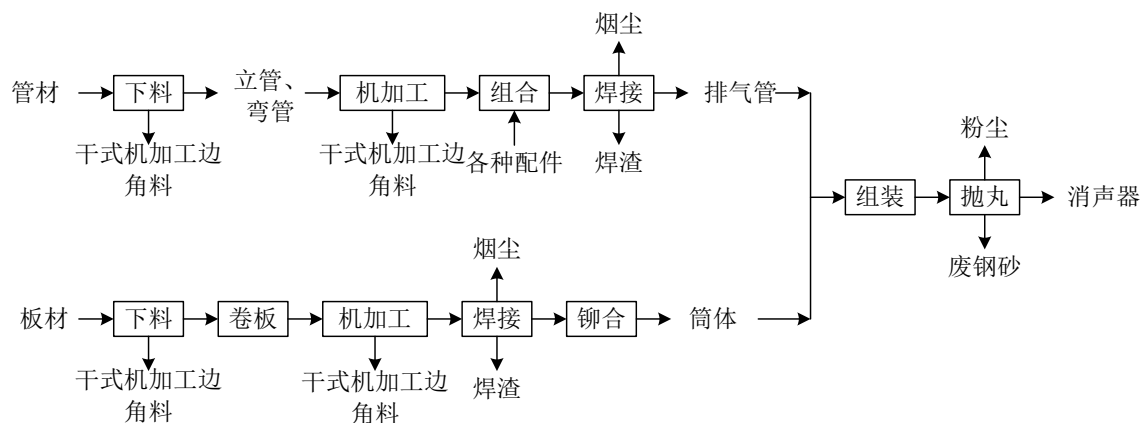 烟尘
管材
下料
立管、
弯管
机加工
组合
焊接
排气管
干式机加工边
角料
干式机加工边
角料
各种配件
焊渣
粉尘
组装
抛丸
消声器
废钢砂
烟尘
板材
下料
卷板
机加工
焊接
铆合
筒体
干式机加工边
角料
干式机加工边
角料
焊渣